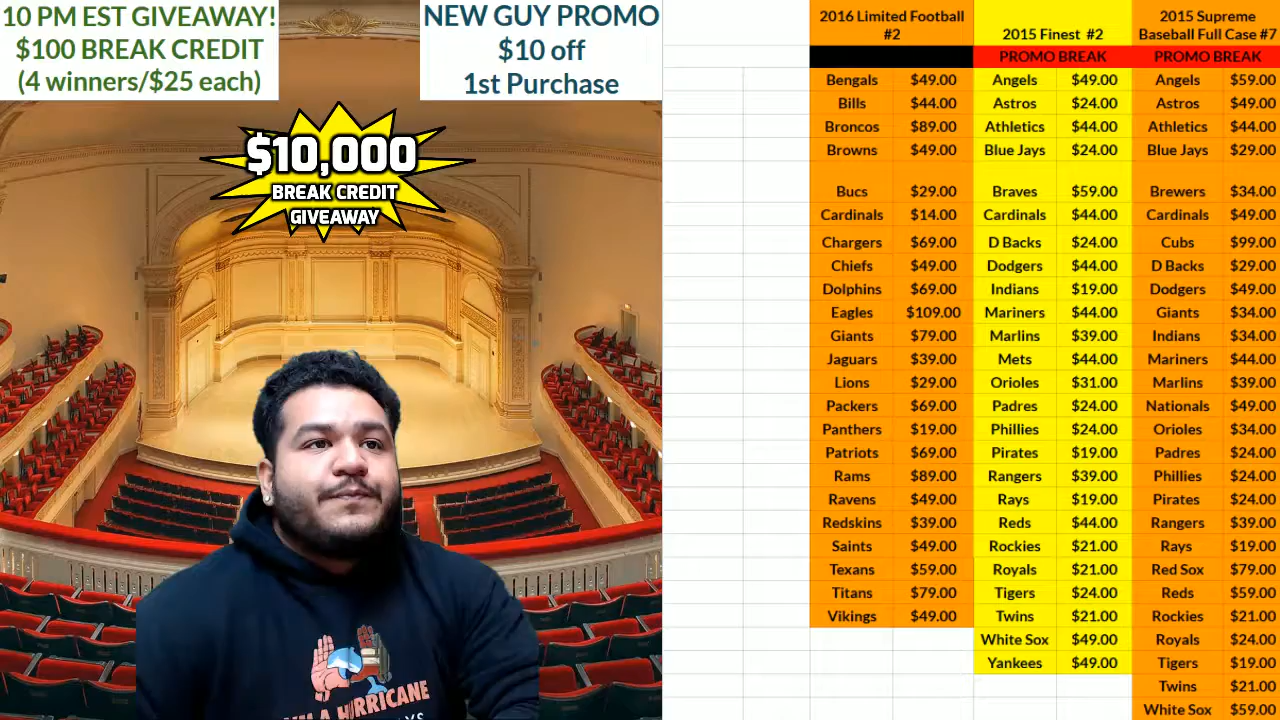 10 PM EST GIVEAWAY!
$100 BREAK CREDIT
(4 winners/$25 each)
NEW GUY PROMO
$10 off
1st Purchase
$10,000
BREAK CREDIT
GIVEAWAY
HURRICANE
2016 Limited Football
#2
Bengals $49.00
Bills $44.00
Broncos $89.00
Browns $49.00
Bucs $29.00
Cardinals $14.00
Chargers $69.00
Chiefs $49.00
Dolphins $69.00
Eagles $109.00
Giants $79.00
Jaguars $39.00
Lions $29.00
Packers $69.00
Panthers $19.00
Patriots $69.00
Rams $89.00
Ravens $49.00
Redskins $39.00
Saints $49.00
Texans $59.00
Titans $79.00
Vikings $49.00
2015 Finest #2
PROMO BREAK
Angels $49.00
Astros $24.00
Athletics $44.00
Blue Jays $24.00
Braves $59.00
Cardinals $44.00
D Backs $24.00
Dodgers $44.00
Indians $19.00
Mariners $44.00
Marlins $39.00
Mets $44.00
Orioles $31.00
Padres $24.00
Phillies $24.00
Pirates $19.00
Rangers $39.00
Rays $19.00
Reds $44.00
Rockies $21.00
Royals $21.00
Tigers $24.00
Twins $21.00
White Sox $49.00
Yankees $49.00
2015 Supreme
Baseball Full Case #7
PROMO BREAK
Angels $59.00
Astros $49.00
Athletics $44.00
Blue Jays $29.00
Brewers $34.00
Cardinals $49.00
Cubs $99.00
D Backs $29.00
Dodgers $49.00
Giants $34.00
Indians $34.00
Mariners $44.00
Marlins $39.00
Nationals $49.00
Orioles $34.00
Padres $24.00
Phillies $24.00
Pirates $24.00
Rangers $39.00
Rays $19.00
Red Sox $79.00
Reds $59.00
Rockies $21.00
Royals $24.00
Tigers $19.00
Twins $21.00
White Sox $59.00